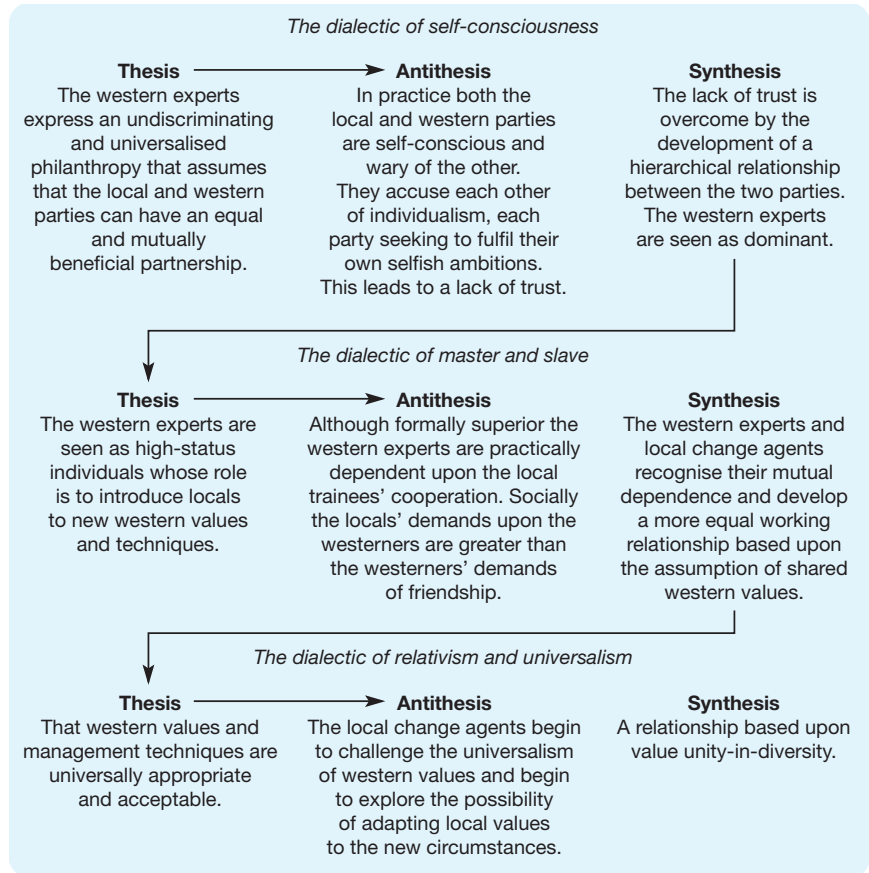 The dialectic of self-consciousness
Thesis
The western experts
express an undiscriminating
and universalised
philanthropy that assumes
that the local and western
parties can have an equal
and mutually
beneficial partnership.
Antithesis
In practice both the
local and western parties
are self-conscious and
wary of the other.
They accuse each other
of individualism, each
party seeking to fulfil their
own selfish ambitions.
This leads to a lack of trust.
Synthesis
The lack of trust is
overcome by the
development of a
hierarchical relationship
between the two parties.
The western experts
are seen as dominant.
The dialectic of master and slave
Thesis
The western experts are
seen as high-status
individuals whose role
is to introduce locals
to new western values
and techniques.
Antithesis
Although formally superior the
western experts are practically
dependent upon the local
trainees' cooperation. Socially
the locals' demands upon the
westerners are greater than
the westerners' demands
of friendship.
Synthesis
The western experts and
local change agents
recognise their mutual
dependence and develop
a more equal working
relationship based upon
the assumption of shared
western values.
The dialectic of relativism and universalism
Thesis
That western values and
management techniques are
universally appropriate
and acceptable.
Antithesis
The local change agents begin
to challenge the universalism
of western values and begin
to explore the possibility
of adapting local values
to the new circumstances.
Synthesis
A relationship based upon
value unity-in-diversity.